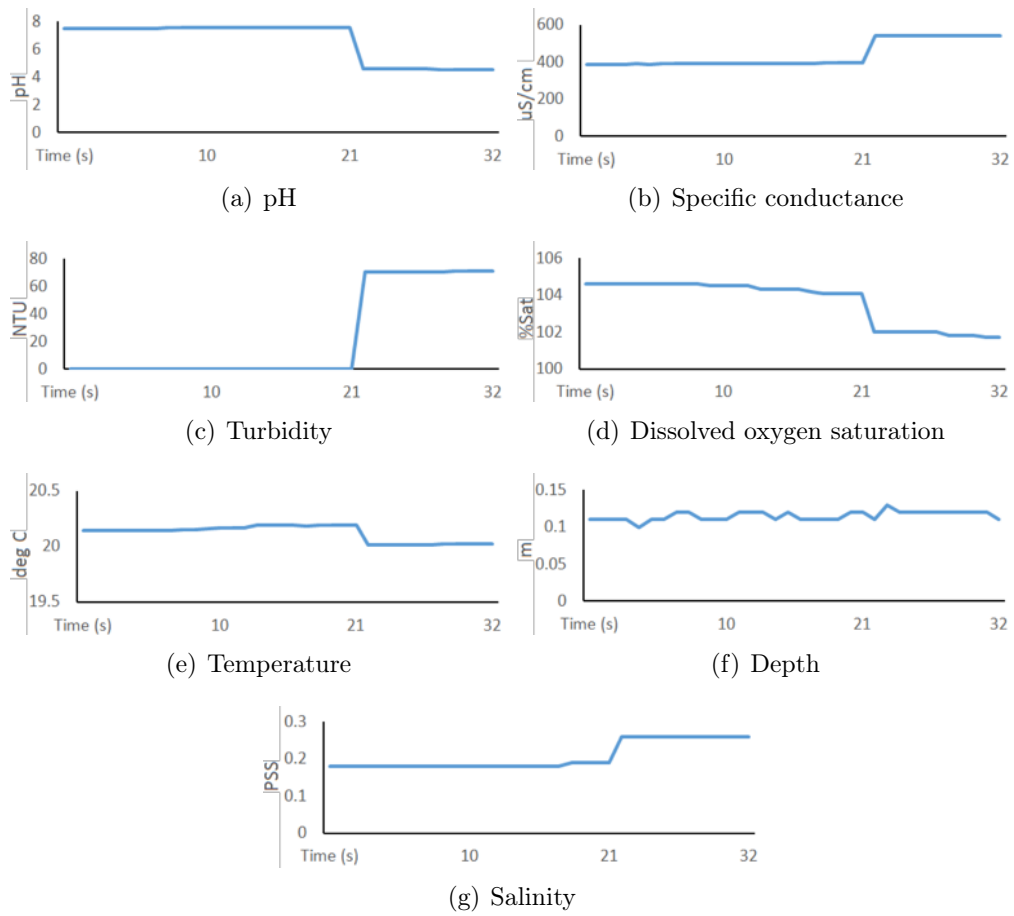 8
6
4
2
0
pH
Time (s) 10 21 32
(a) pH
600
400
200
0
uS/cm
Time (s) 10 21 32
(b) Specific conductance
80
60
40
20
0
NTU
Time (s) 10 21 32
(c) Turbidity
106
104
102
100
%Sat
Time (s) 10 21 32
(d) Dissolved oxygen saturation
20.5
20
19.5
deg C
Time (s) 10 21 32
(e) Temperature
0.15
0.1
0.05
0
m
Time (s) 10 21 32
(f) Depth
0.3
0.2
0.1
0
PSS
Time (s) 10 21 32
(g) Salinity